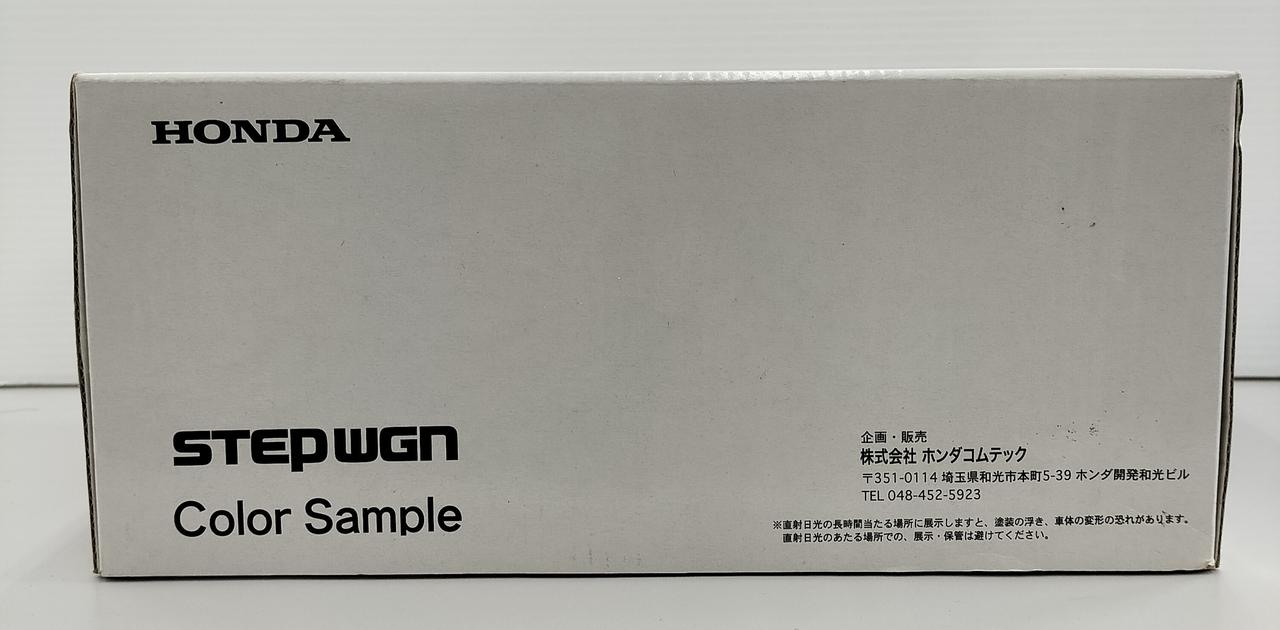 HONDA
STEPWGN
Color Sample
企画・販売
株式会社 ホンダコムテック
〒351-0114 埼玉県和光市本町5-39 ホンダ開発和光ビル
TEL 048-452-5923
※直射日光の長時間当たる場所に展示しますと、塗装の浮き、車体の変形の恐れがあります。
直射日光のあたる場所での、展示・保管は避けてください。